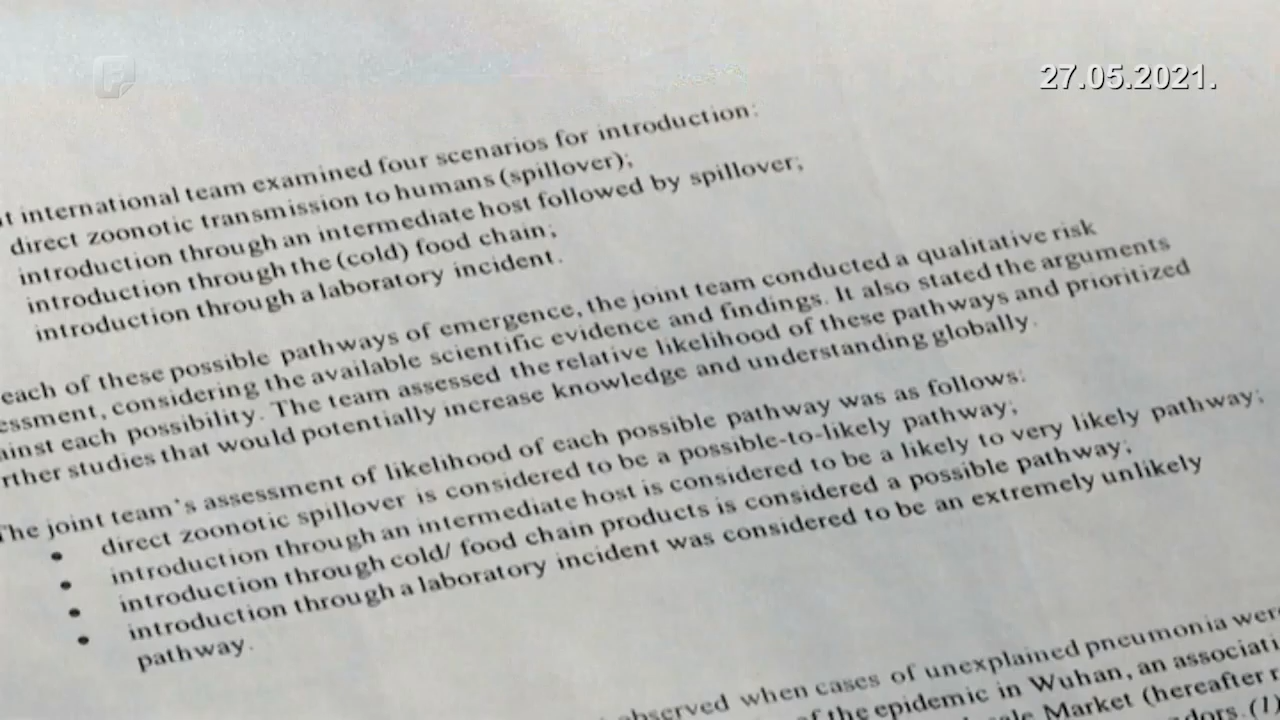 27.05.2021.
international team examined four scenarios for introduction:
direct zoonotic transmission to humans (spillover);
introduction through an intermediate host followed by spillover;
introduction through the (cold) food chain;
introduction through a laboratory incident.
each of these possible pathways of emergence, the joint team conducted a qualitative risk
considering the available scientific evidence and findings. It also stated the arguments
each possibility. The team assessed the relative likelihood of these pathways and prioritized
studies that would potentially increase knowledge and understanding globally.
The joint team's assessment of likelihood of each possible pathway was as follows:
• direct zoonotic spillover is considered to be a possible-to-likely pathway;
• introduction through an intermediate host is considered to be a likely to very likely pathway;
• introduction through cold/ food chain products is considered a possible pathway;
• introduction through a laboratory incident was considered to be an extremely unlikely
pathway.
observed when cases of unexplained pneumonia were
of the epidemic in Wuhan, an
Market (hereafter
(1)